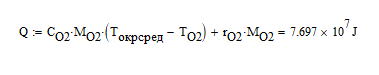 Q := C_O2·M_O2·(T_окрсред − T_O2) + r_O2·M_O2 = 7.697 × 10^7 J